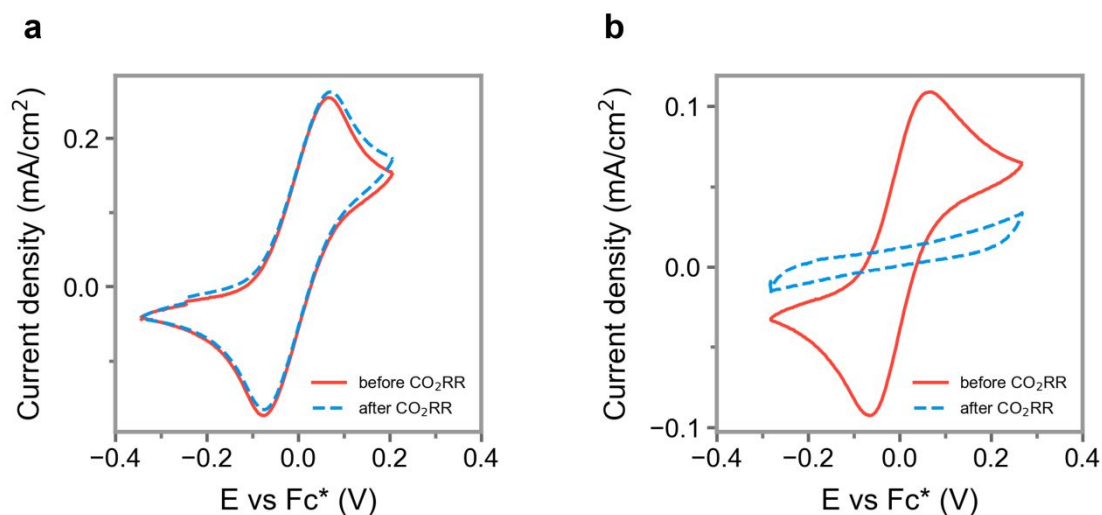 a
Current density (mA/cm²)
0.2
0.0
before CO₂RR
after CO₂RR
−0.4 −0.2 0.0 0.2 0.4
E vs Fc* (V)
b
Current density (mA/cm²)
0.1
0.0
−0.1
before CO₂RR
after CO₂RR
−0.4 −0.2 0.0 0.2 0.4
E vs Fc* (V)